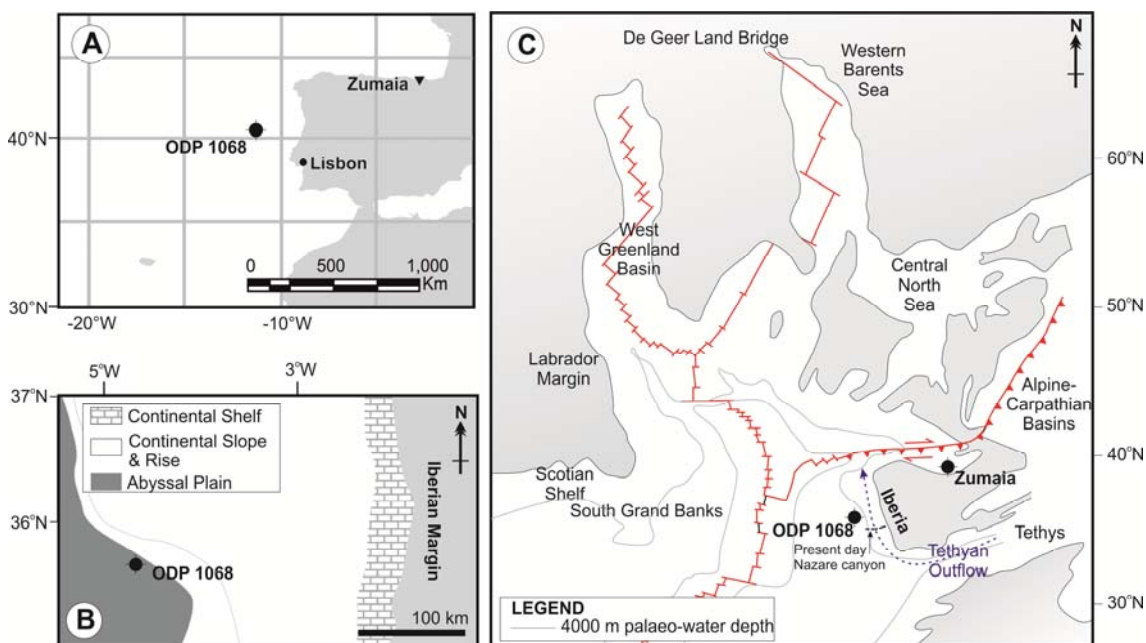 A
Zumaia
ODP 1068
Lisbon
40°N
30°N
-20°W
-10°W
0 500 1,000
Km
5°W
3°W
37°N
36°N
Continental Shelf
Continental Slope
& Rise
Abyssal Plain
N
Iberian Margin
ODP 1068
100 km
B
C
De Geer Land Bridge
Western
Barents
Sea
N
60°N
50°N
40°N
30°N
West
Greenland
Basin
Central
North
Sea
Labrador
Margin
Alpine-
Carpathian
Basins
Scotian
Shelf
South Grand Banks
Zumaia
Iberia
ODP 1068
Present day
Nazare canyon
Tethys
Tethyan
Outflow
LEGEND
4000 m palaeo-water depth